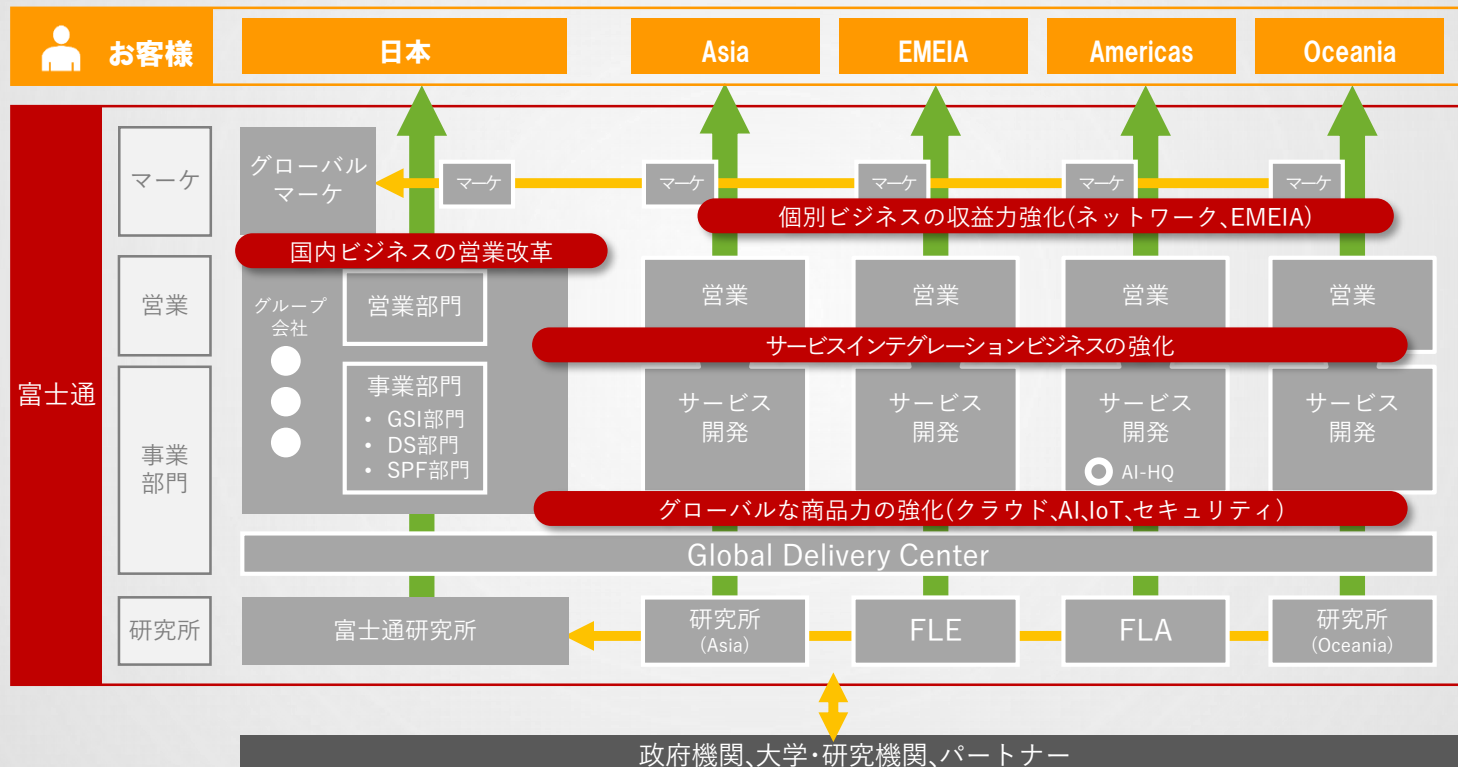 お客様
日本
Asia
EMEIA
Americas
Oceania
富士通
マーケ
グローバル
マーケ
マーケ
マーケ
マーケ
マーケ
マーケ
個別ビジネスの収益力強化(ネットワーク、EMEIA)
国内ビジネスの営業改革
営業
グループ
会社
営業部門
営業
営業
営業
営業
サービスインテグレーションビジネスの強化
事業
部門
事業部門
• GSI部門
• DS部門
• SPF部門
サービス
開発
サービス
開発
サービス
開発
AI-HQ
サービス
開発
グローバルな商品力の強化(クラウド、AI、IoT、セキュリティ)
Global Delivery Center
研究所
富士通研究所
研究所
(Asia)
FLE
FLA
研究所
(Oceania)
政府機関、大学・研究機関、パートナー